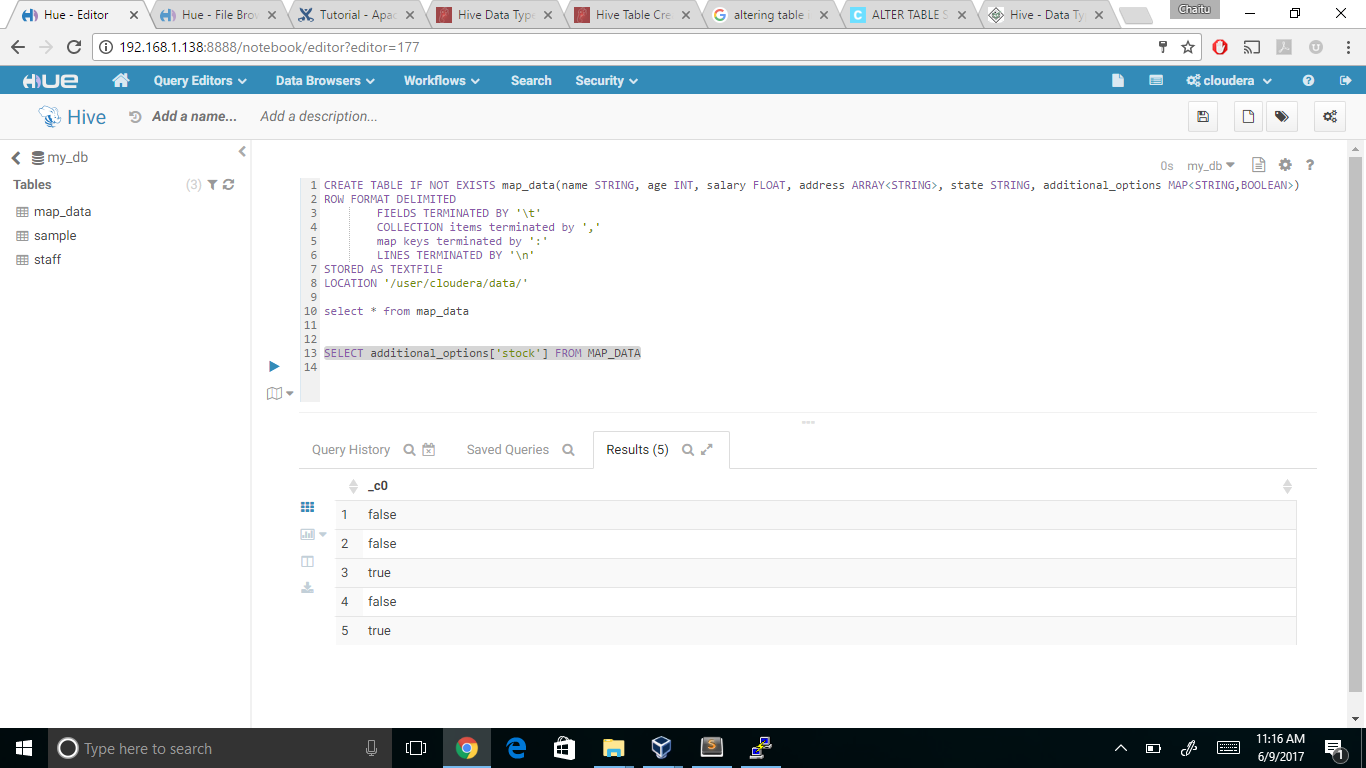 Hue - Editor
Hue - File Bro
Tutorial - Apac
Hive Data Type
Hive Table Cre
altering table
ALTER TABLE S
Hive - Data Ty
Chaitu
192.168.1.138:8888/notebook/editor?editor=177
HUE
Query Editors
Data Browsers
Workflows
Search
Security
cloudera
Hive
Add a name...
Add a description...
my_db
Tables
(3)
map_data
sample
staff
0s
my_db
1 CREATE TABLE IF NOT EXISTS map_data(name STRING, age INT, salary FLOAT, address ARRAY<STRING>, state STRING, additional_options MAP<STRING,BOOLEAN>)
2 ROW FORMAT DELIMITED
3 FIELDS TERMINATED BY '\t'
4 COLLECTION items terminated by ','
5 map keys terminated by ':'
6 LINES TERMINATED BY '\n'
7 STORED AS TEXTFILE
8 LOCATION '/user/cloudera/data/'
9
10 select * from map_data
11
12
13 SELECT additional_options['stock'] FROM MAP_DATA
14
Query History
Saved Queries
Results (5)
_c0
1 false
2 false
3 true
4 false
5 true
Type here to search
11:16 AM
6/9/2017
1